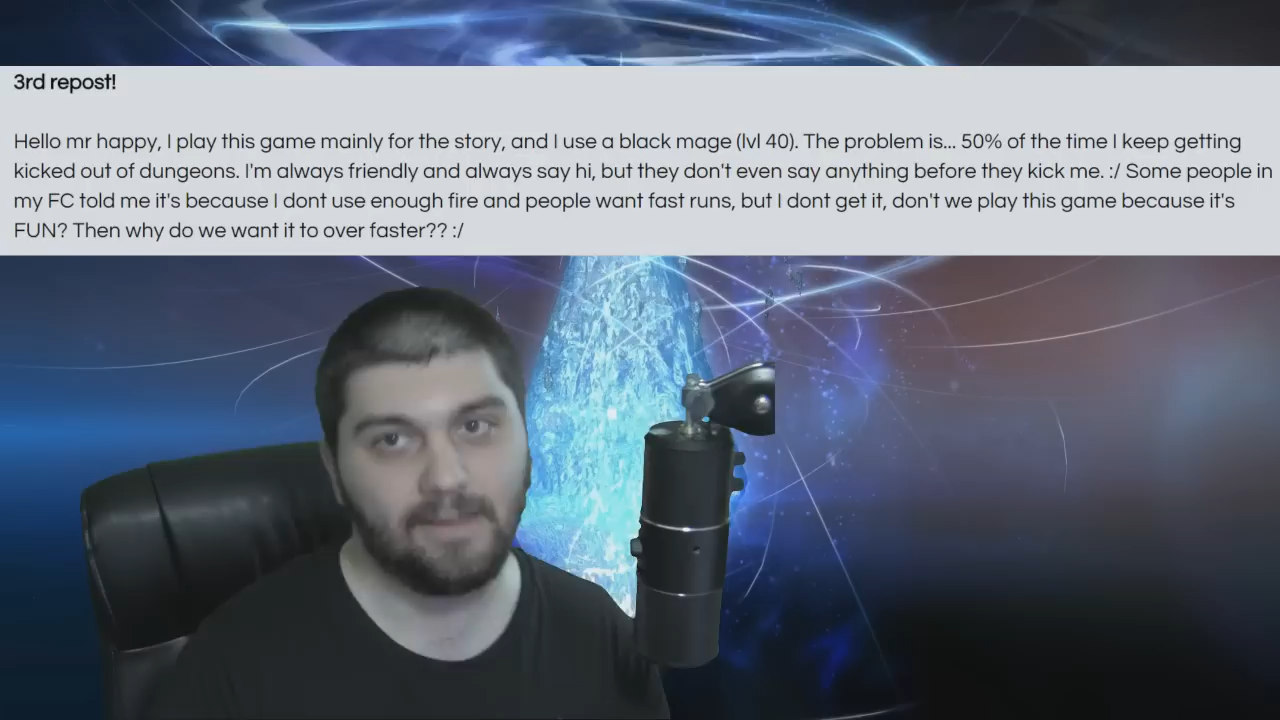 3rd repost!
Hello mr happy, I play this game mainly for the story, and I use a black mage (lvl 40). The problem is... 50% of the time I keep getting
kicked out of dungeons. I'm always friendly and always say hi, but they don't even say anything before they kick me. :/ Some people in
my FC told me it's because I dont use enough fire and people want fast runs, but I dont get it, don't we play this game because it's
FUN? Then why do we want it to over faster?? :/